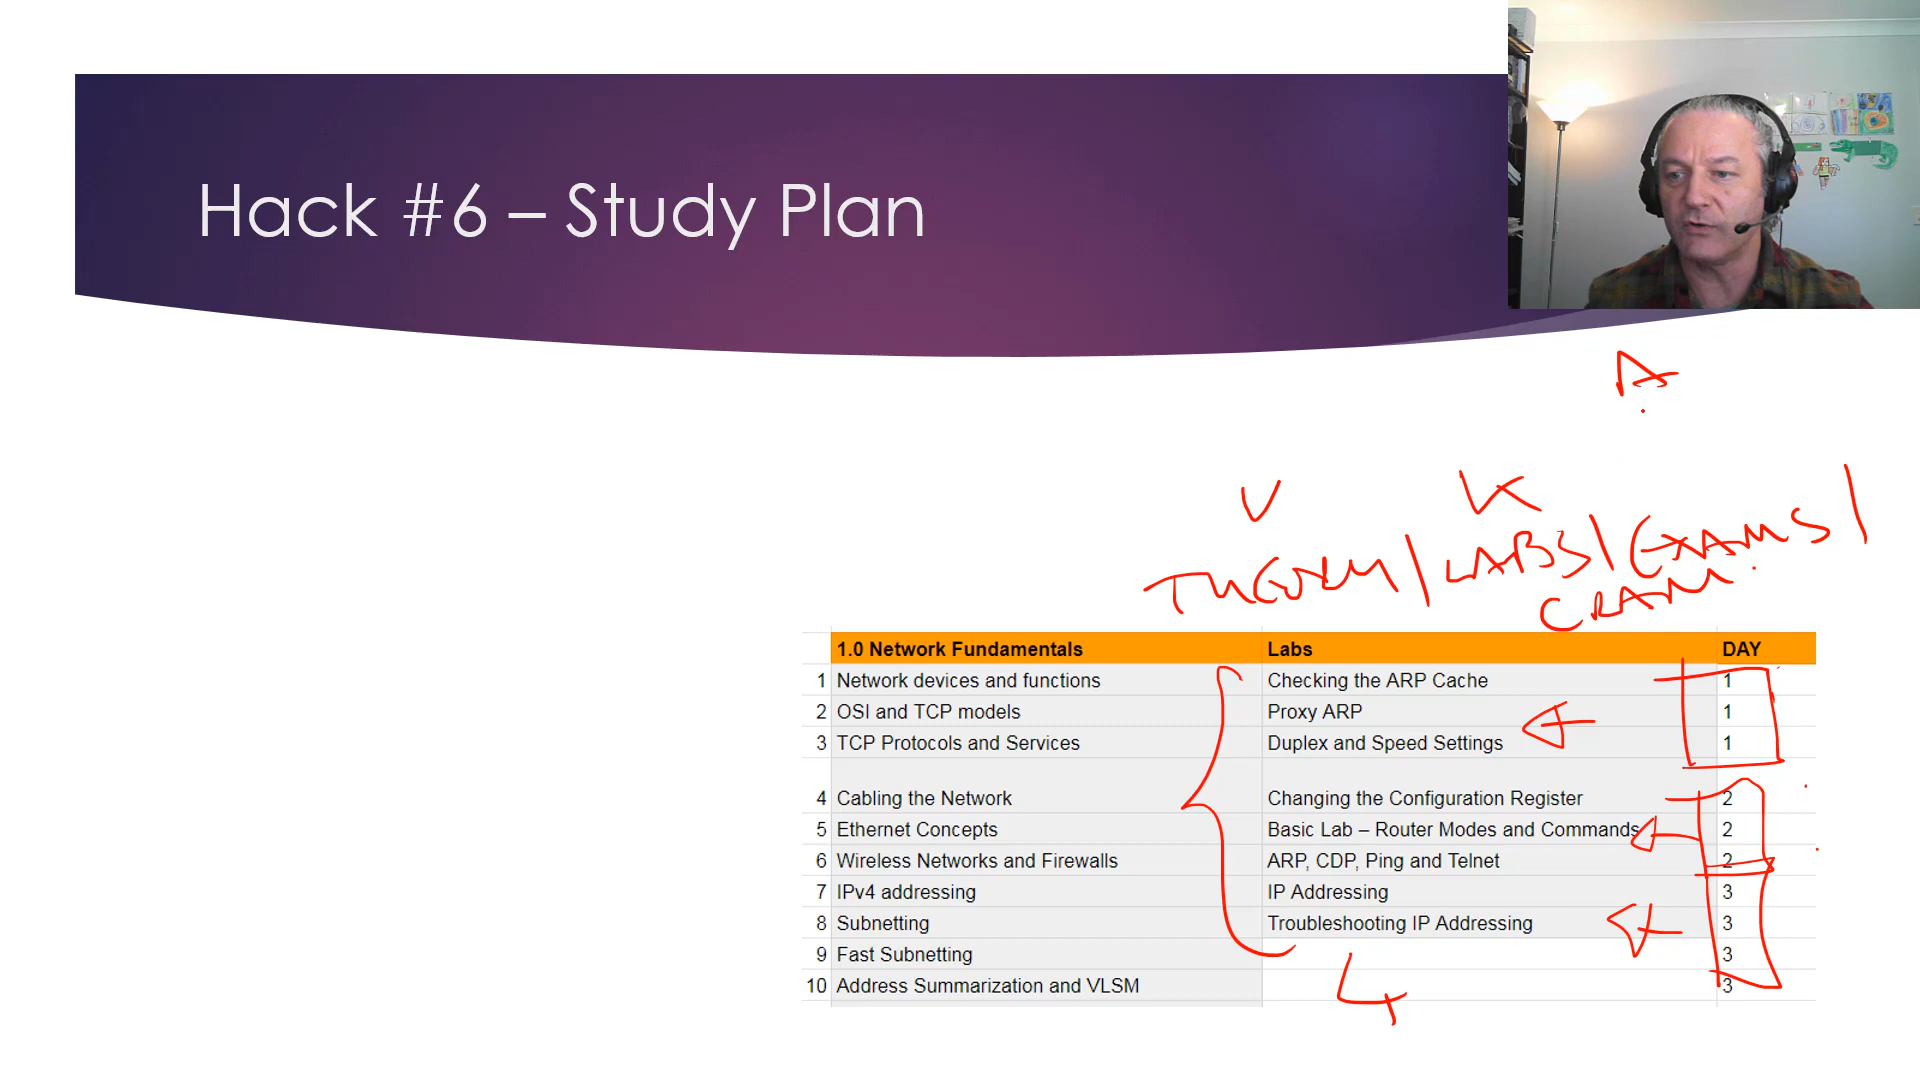 Hack #6 – Study Plan
A
V K
THEORY / LABS / EXAMS /
CRAM
1.0 Network Fundamentals Labs DAY
1 Network devices and functions Checking the ARP Cache 1
2 OSI and TCP models Proxy ARP 1
3 TCP Protocols and Services Duplex and Speed Settings 1
4 Cabling the Network Changing the Configuration Register 2
5 Ethernet Concepts Basic Lab – Router Modes and Commands 2
6 Wireless Networks and Firewalls ARP, CDP, Ping and Telnet 2
7 IPv4 addressing IP Addressing 3
8 Subnetting Troubleshooting IP Addressing 3
9 Fast Subnetting 3
10 Address Summarization and VLSM 3